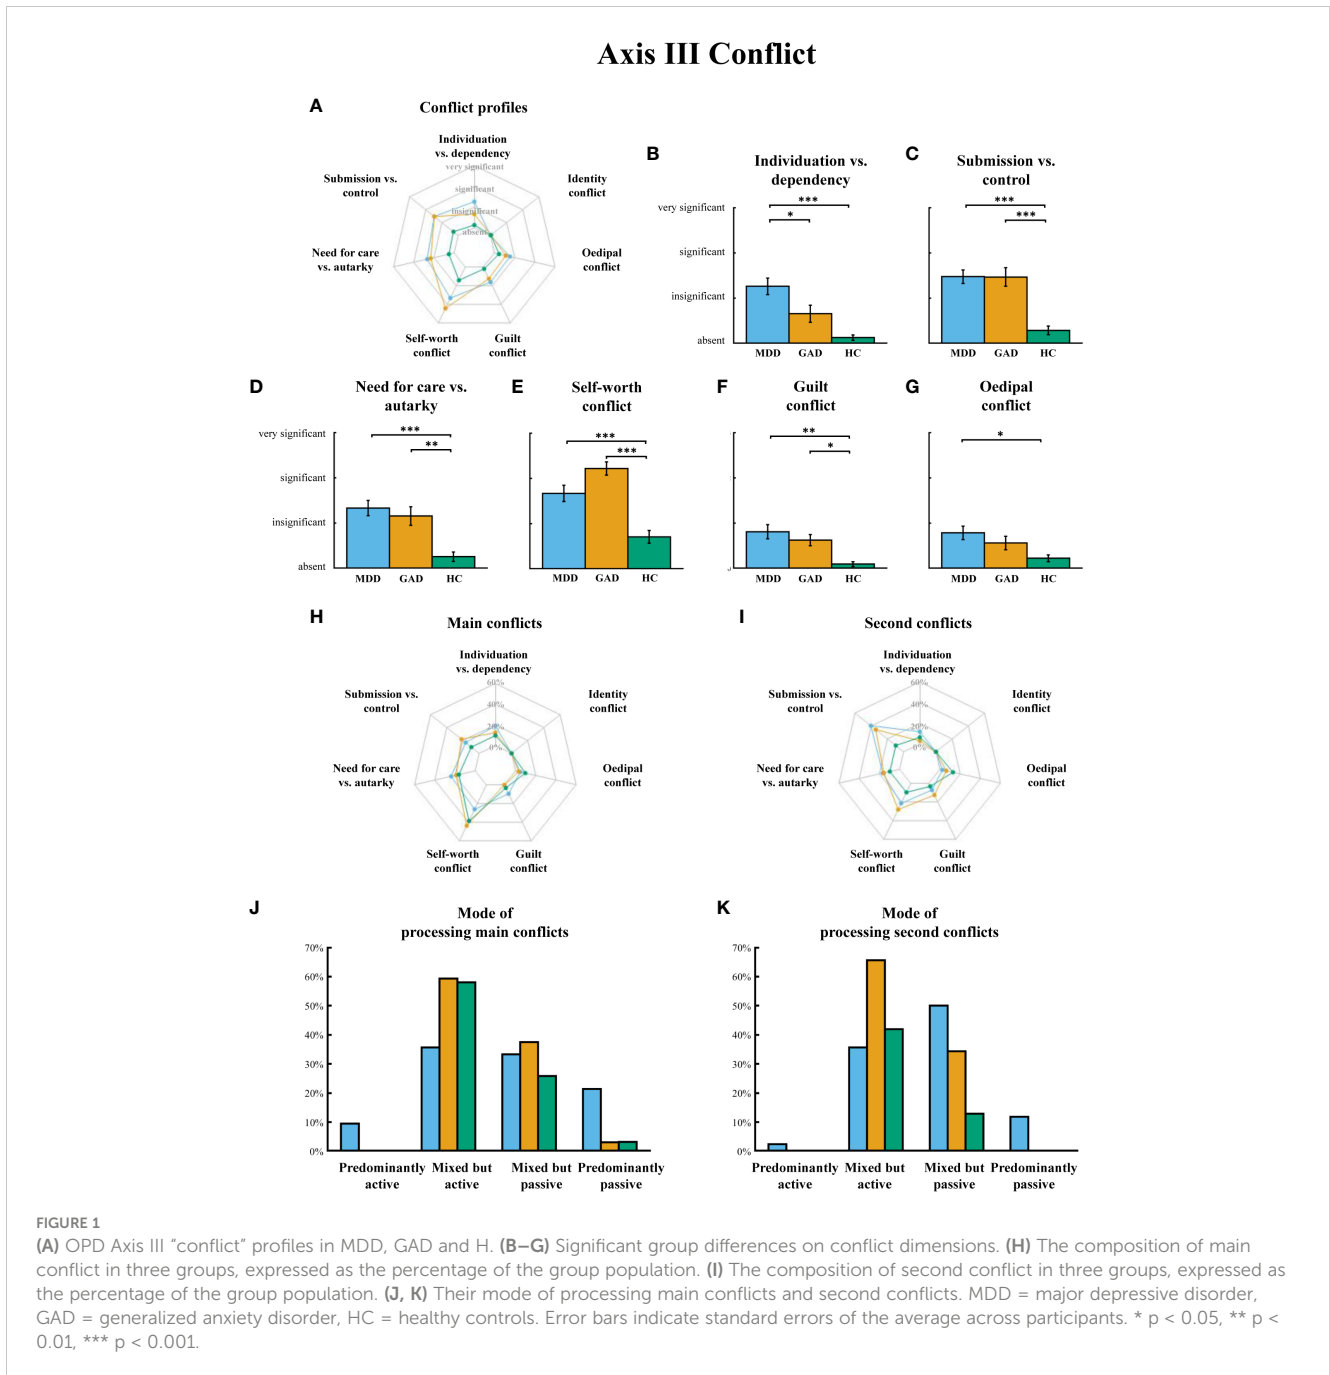 Axis III Conflict
A
Conflict profiles
Individuation
vs. dependency
very significant
significant
insignificant
absent
Submission vs.
control
Identity
conflict
Need for care
vs. autarky
Oedipal
conflict
Self-worth
conflict
Guilt
conflict
B
Individuation vs.
dependency
very significant
significant
insignificant
absent
***
*
MDD GAD HC
C
Submission vs.
control
***
***
MDD GAD HC
D
Need for care vs.
autarky
very significant
significant
insignificant
absent
***
**
MDD GAD HC
E
Self-worth
conflict
***
***
MDD GAD HC
F
Guilt
conflict
**
*
MDD GAD HC
G
Oedipal
conflict
*
MDD GAD HC
H
Main conflicts
Individuation
vs. dependency
60%
40%
20%
0%
Submission vs.
control
Identity
conflict
Need for care
vs. autarky
Oedipal
conflict
Self-worth
conflict
Guilt
conflict
I
Second conflicts
Individuation
vs. dependency
60%
40%
20%
0%
Submission vs.
control
Identity
conflict
Need for care
vs. autarky
Oedipal
conflict
Self-worth
conflict
Guilt
conflict
J
Mode of
processing main conflicts
70%
60%
50%
40%
30%
20%
10%
0%
Predominantly
active
Mixed but
active
Mixed but
passive
Predominantly
passive
K
Mode of
processing second conflicts
70%
60%
50%
40%
30%
20%
10%
0%
Predominantly
active
Mixed but
active
Mixed but
passive
Predominantly
passive
FIGURE 1
(A) OPD Axis III “conflict” profiles in MDD, GAD and H. (B–G) Significant group differences on conflict dimensions. (H) The composition of main
conflict in three groups, expressed as the percentage of the group population. (I) The composition of second conflict in three groups, expressed as
the percentage of the group population. (J, K) Their mode of processing main conflicts and second conflicts. MDD = major depressive disorder,
GAD = generalized anxiety disorder, HC = healthy controls. Error bars indicate standard errors of the average across participants. * p < 0.05, ** p <
0.01, *** p < 0.001.